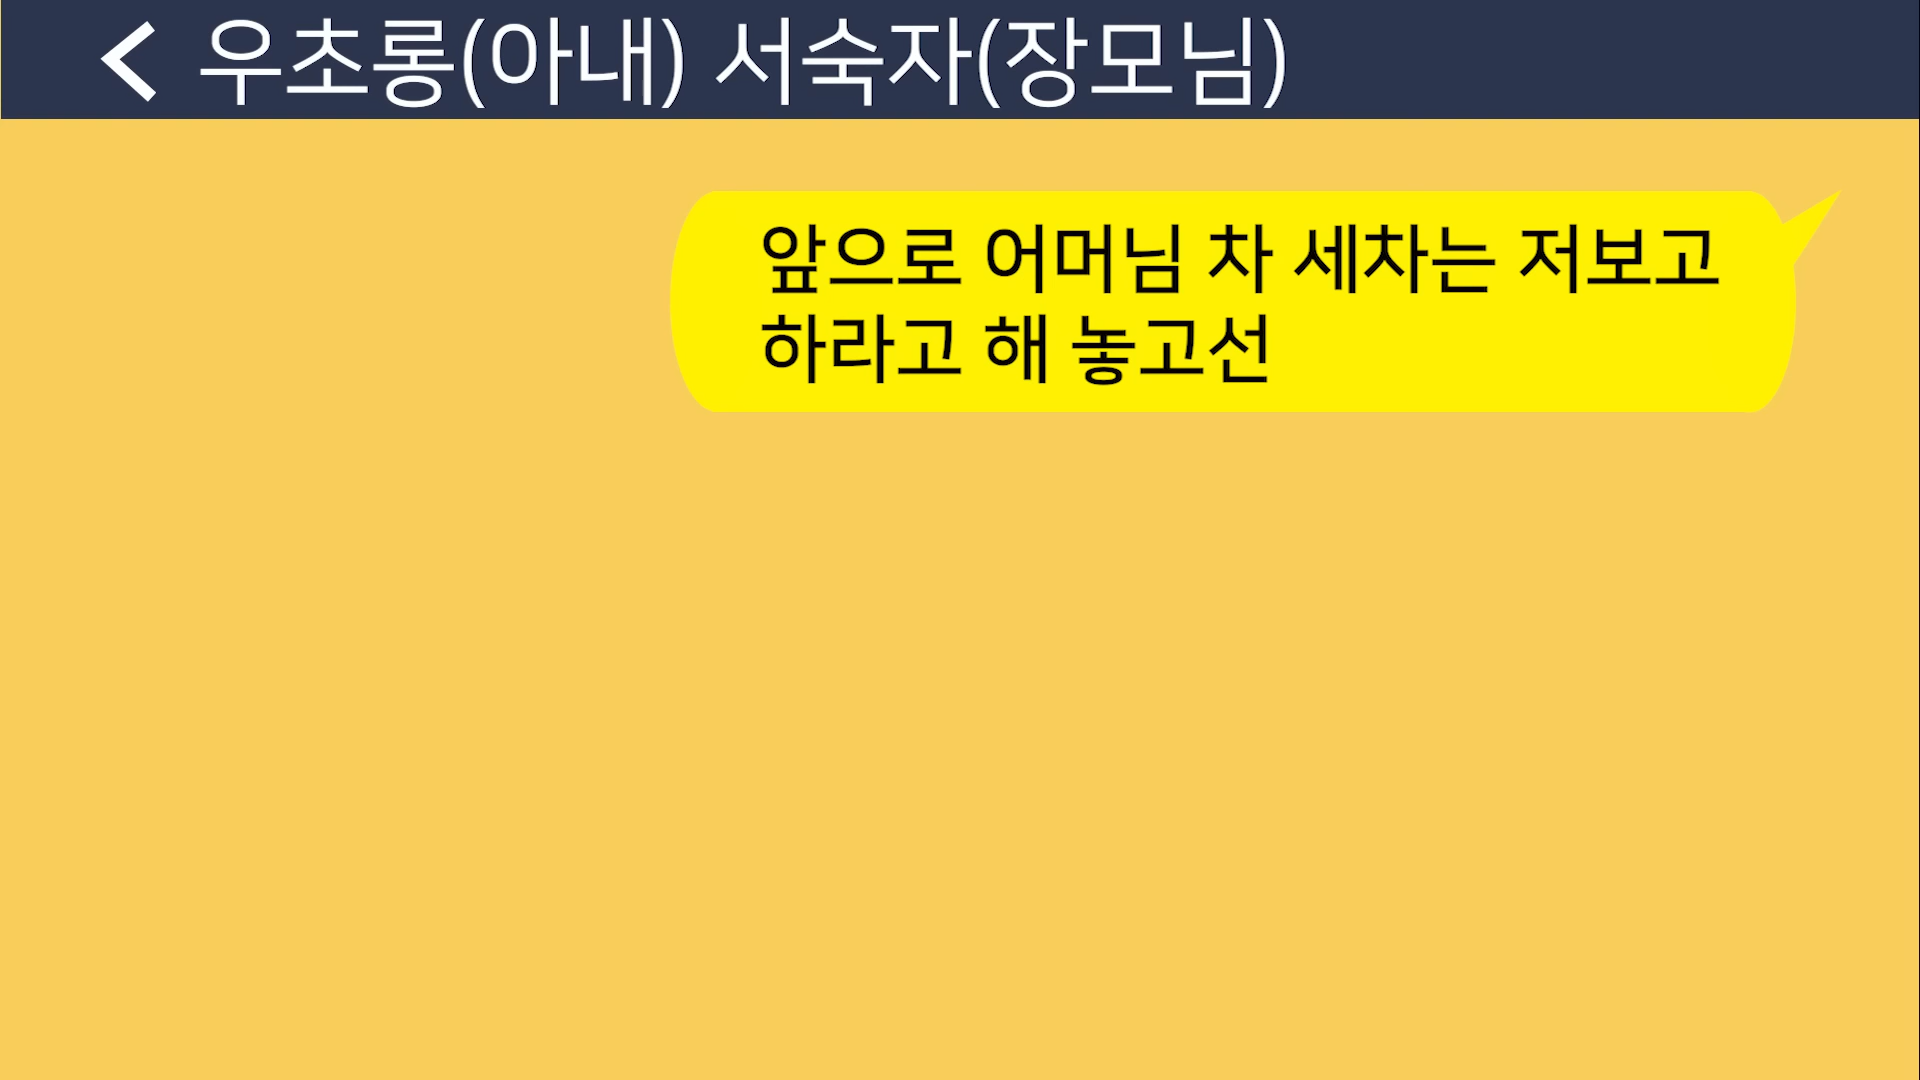 우초롱(아내) 서숙자(장모님)
앞으로 어머님 차 세차는 저보고
하라고 해 놓고선